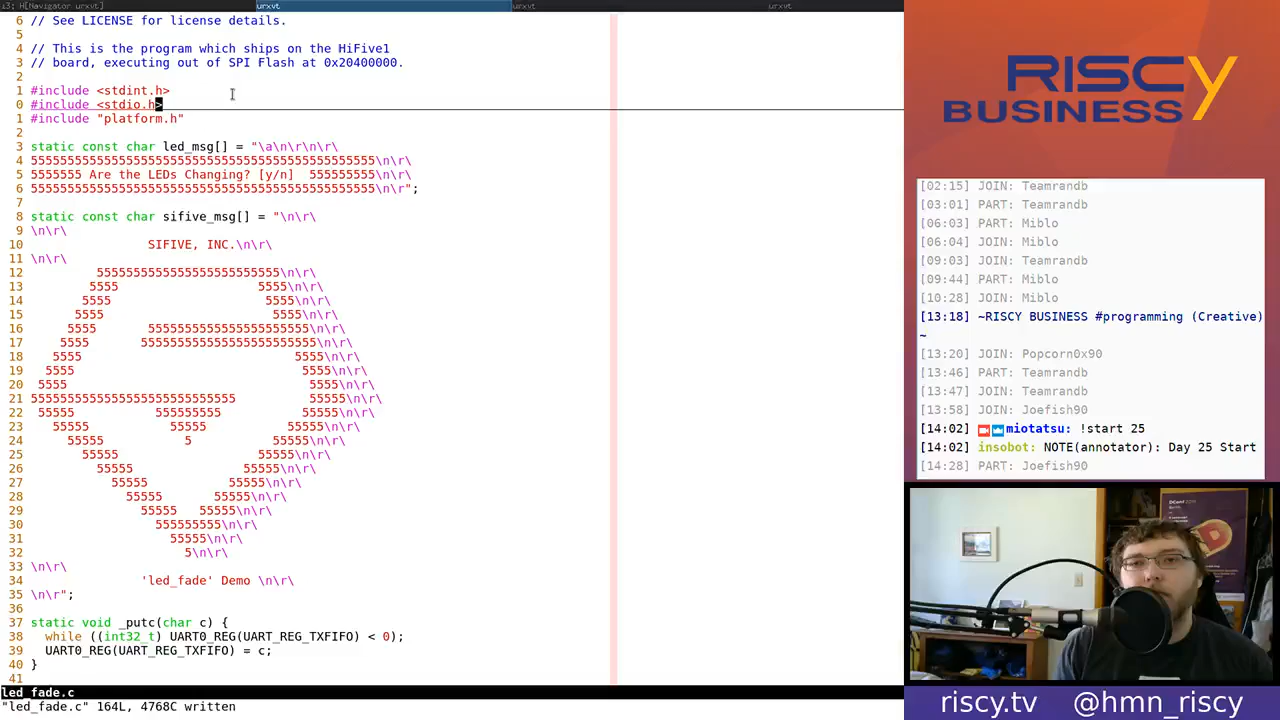 i3: H[Navigator urxvt] urxvt urxvt urxvt
6 // See LICENSE for license details.
5
4 // This is the program which ships on the HiFive1
3 // board, executing out of SPI Flash at 0x20400000.
2
1 #include <stdint.h>
0 #include <stdio.h>
1 #include "platform.h"
2
3 static const char led_msg[] = "\a\n\r\n\r\
4 55555555555555555555555555555555555555555555555\n\r\
5 5555555 Are the LEDs Changing? [y/n]  555555555\n\r\
6 55555555555555555555555555555555555555555555555\n\r";
7
8 static const char sifive_msg[] = "\n\r\
9 \n\r\
10                 SIFIVE, INC.\n\r\
11 \n\r\
12          5555555555555555555555555\n\r\
13         5555                   5555\n\r\
14        5555                     5555\n\r\
15       5555                       5555\n\r\
16      5555       5555555555555555555555\n\r\
17     5555       555555555555555555555555\n\r\
18    5555                             5555\n\r\
19   5555                               5555\n\r\
20  5555                                 5555\n\r\
21 5555555555555555555555555555          55555\n\r\
22  55555           555555555           55555\n\r\
23    55555           55555           55555\n\r\
24      55555           5           55555\n\r\
25        55555                   55555\n\r\
26          55555               55555\n\r\
27            55555           55555\n\r\
28              55555       55555\n\r\
29                55555   55555\n\r\
30                  555555555\n\r\
31                    55555\n\r\
32                      5\n\r\
33 \n\r\
34                'led_fade' Demo \n\r\
35 \n\r";
36
37 static void _putc(char c) {
38   while ((int32_t) UART0_REG(UART_REG_TXFIFO) < 0);
39   UART0_REG(UART_REG_TXFIFO) = c;
40 }
41
led_fade.c
"led_fade.c" 164L, 4768C written
RISCY
BUSINESS
[02:15] JOIN: Teamrandb
[03:01] PART: Teamrandb
[06:03] PART: Miblo
[06:04] JOIN: Miblo
[09:03] JOIN: Teamrandb
[09:44] PART: Miblo
[10:28] JOIN: Miblo
[13:18] ~RISCY BUSINESS #programming (Creative)
~
[13:20] JOIN: Popcorn0x90
[13:46] PART: Teamrandb
[13:47] JOIN: Teamrandb
[13:58] JOIN: Joefish90
[14:02] miotatsu: !start 25
[14:02] insobot: NOTE(annotator): Day 25 Start
[14:28] PART: Joefish90
riscy.tv @hmn_riscy